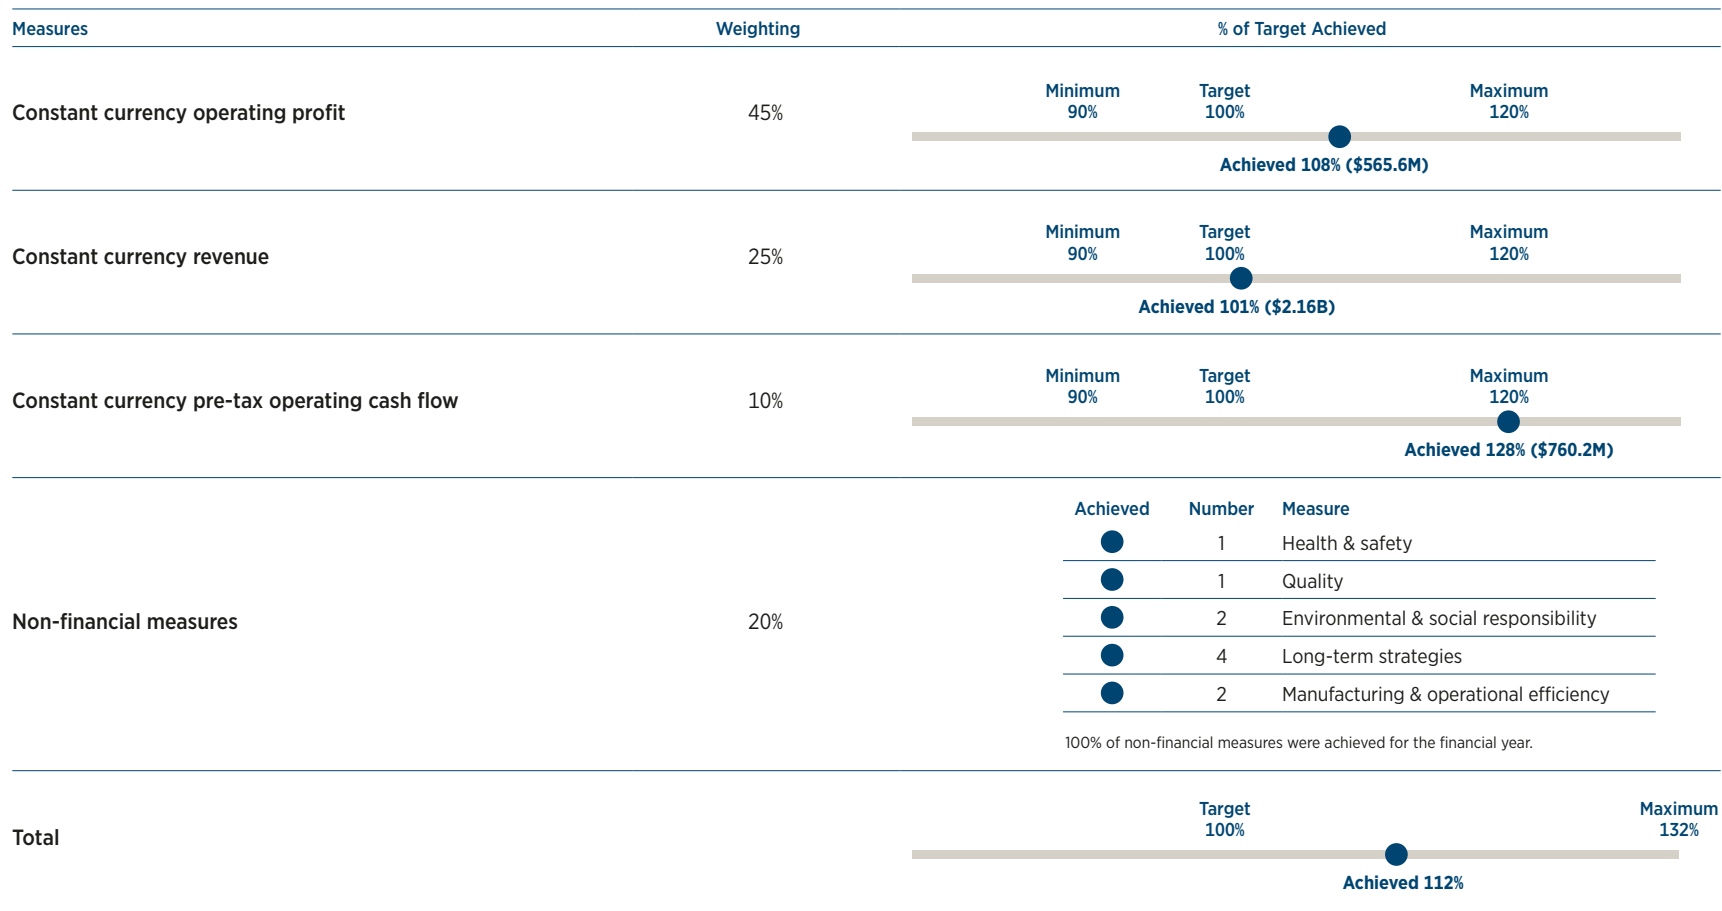 Measures Weighting % of Target Achieved
Minimum Target Maximum
Constant currency operating profit 45% 90% 100% 120%
Achieved 108% ($565.6M)
Minimum Target Maximum
Constant currency revenue 25% 90% 100% 120%
Achieved 101% ($2.16B)
Minimum Target Maximum
Constant currency pre-tax operating cash flow 10% 90% 100% 120%
Achieved 128% ($760.2M)
Achieved Number Measure
1 Health & safety
1 Quality
2 Environmental & social responsibility
Non-financial measures 20%
4 Long-term strategies
2 Manufacturing & operational efficiency
100% of non-financial measures were achieved for the financial year.
Target Maximum
Total 100% 132%
Achieved 112%